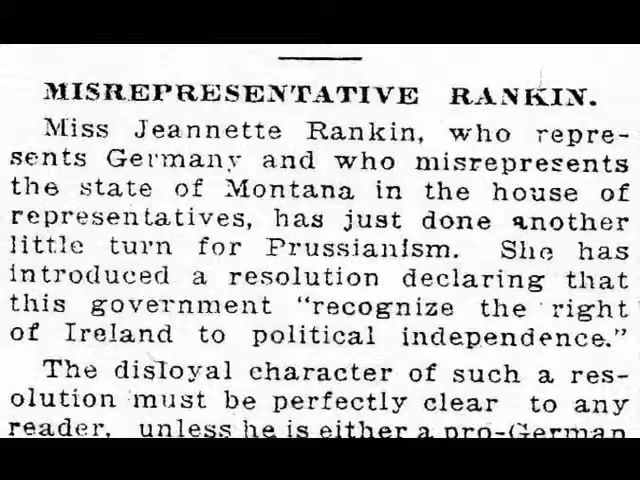 MISREPRESENTATIVE RANKIN.
Miss Jeannette Rankin, who repre-
sents Germany and who misrepresents
the state of Montana in the house of
representatives, has just done another
little turn for Prussianism. She has
introduced a resolution declaring that
this government "recognize the right
of Ireland to political independence."
The disloyal character of such a res-
olution must be perfectly clear to any
reader, unless he is either a pro-German